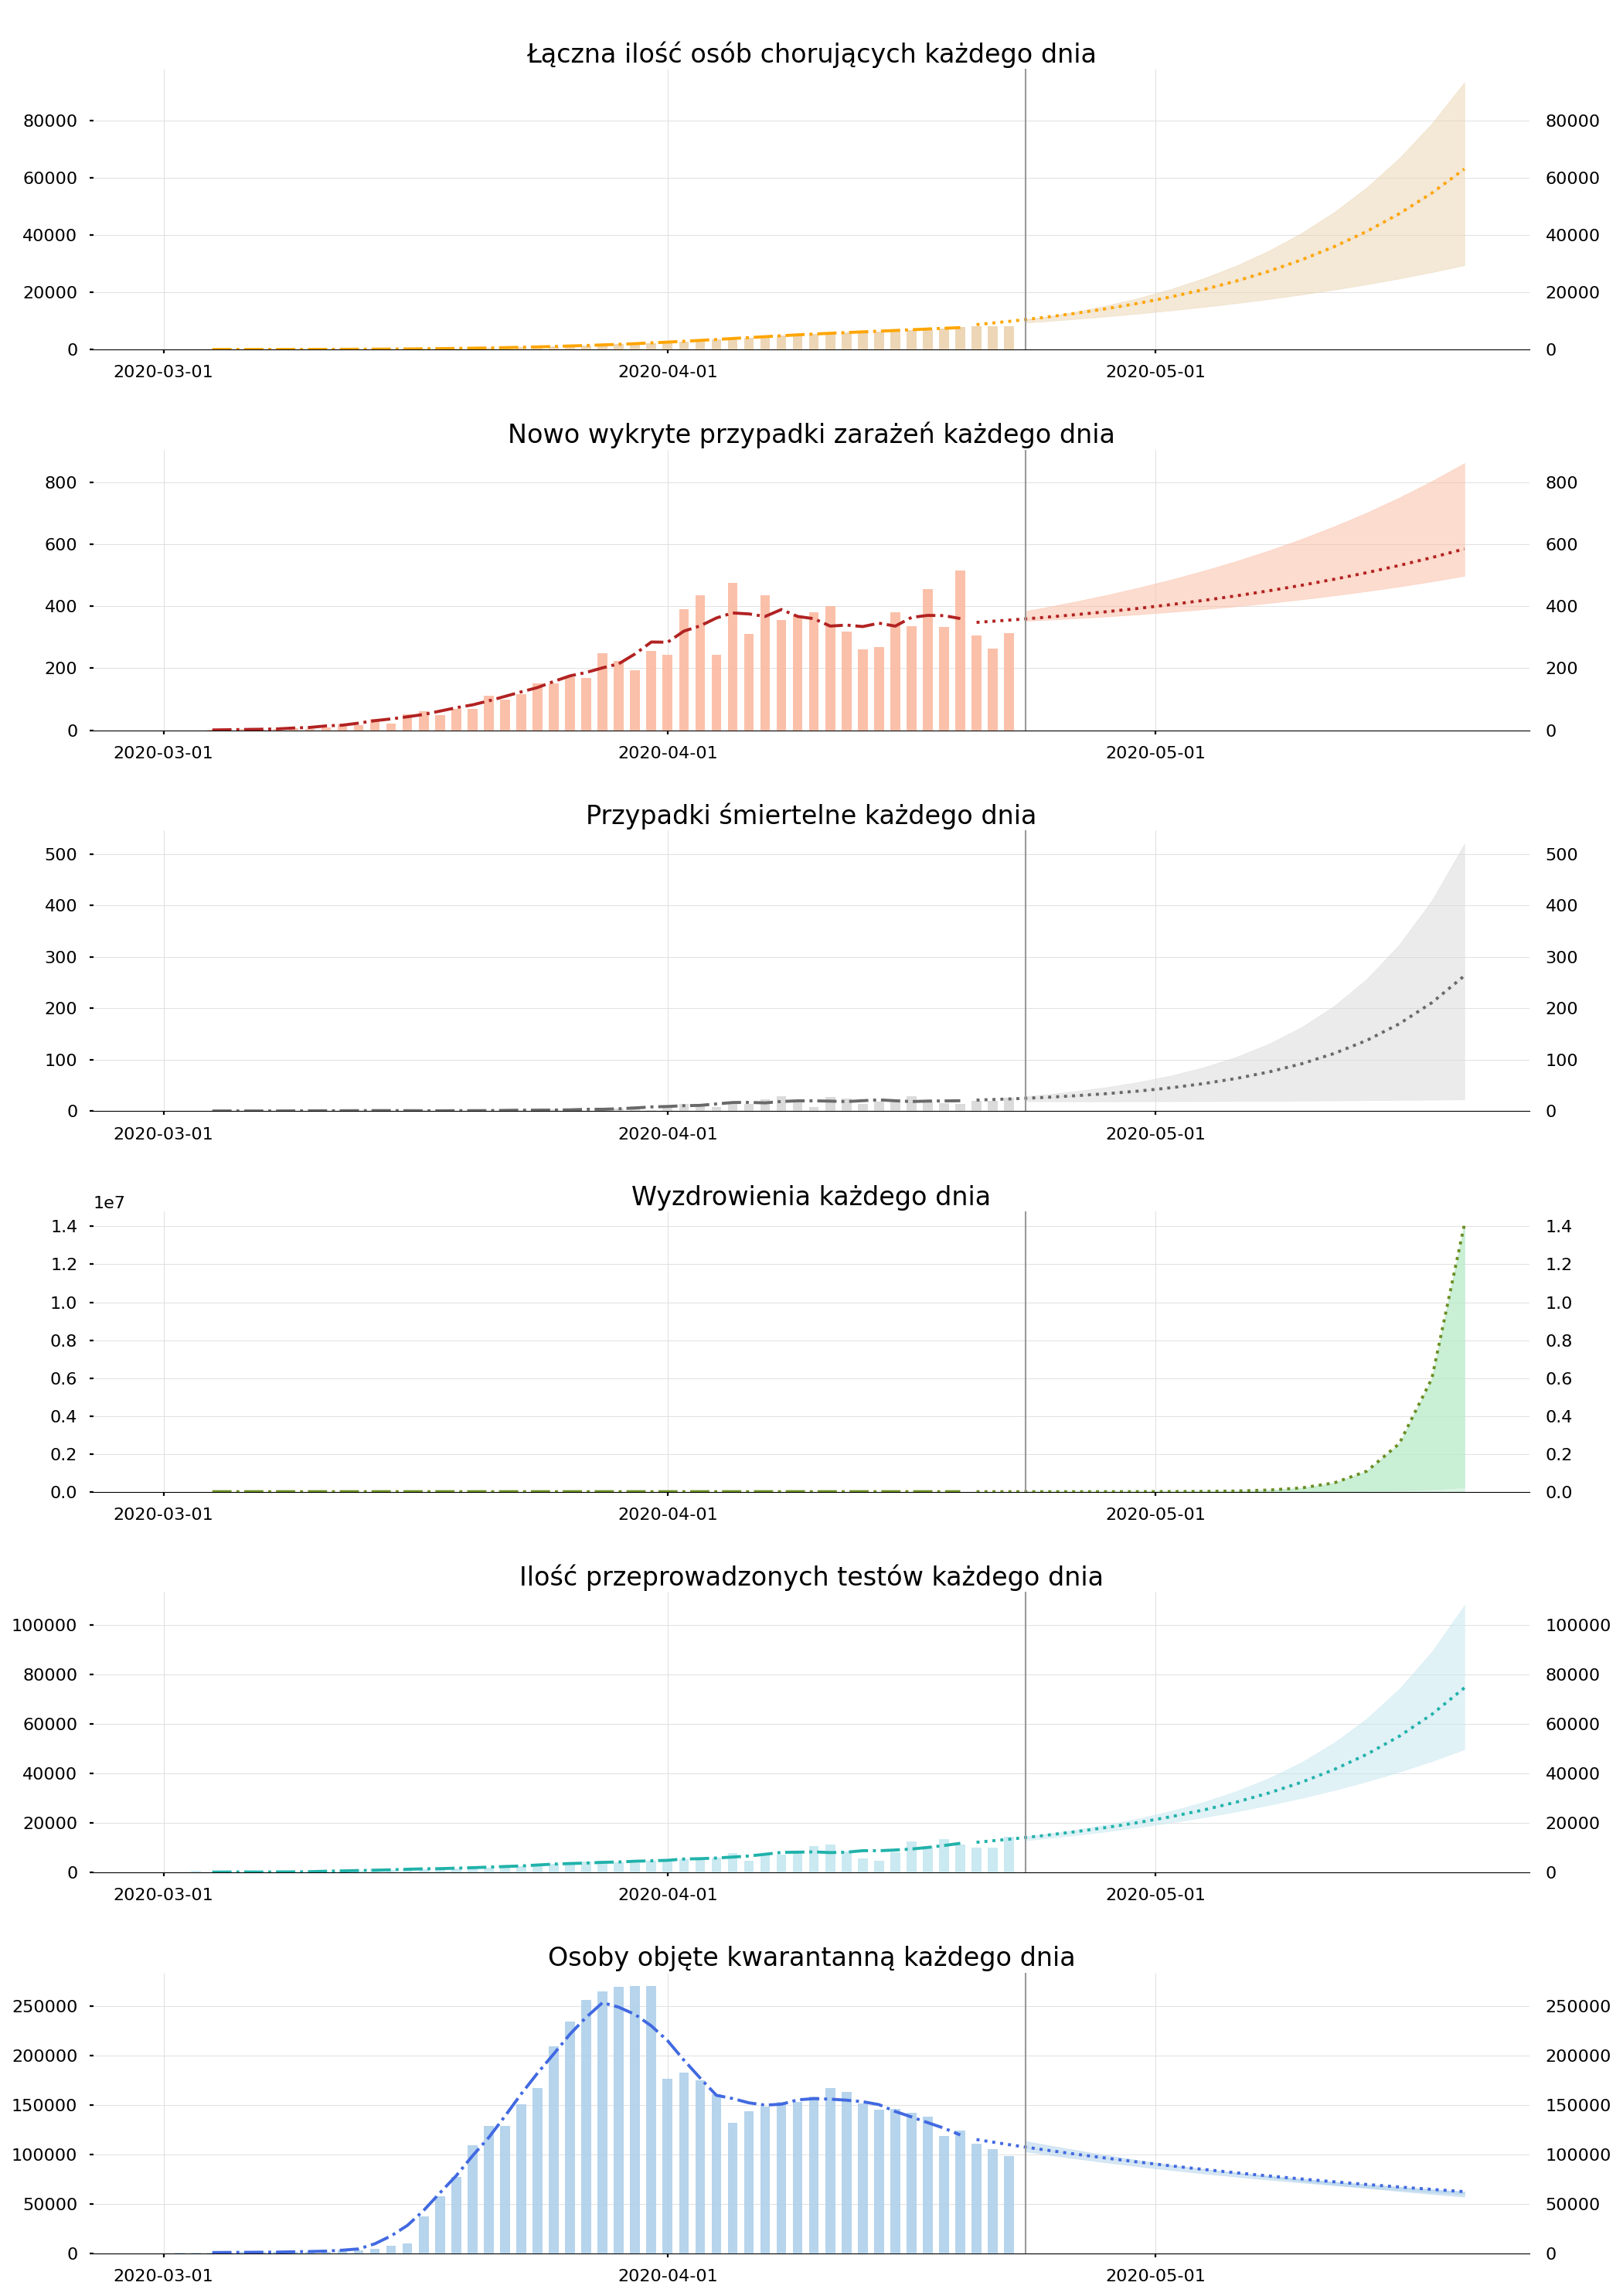 Łączna ilość osób chorujących każdego dnia
80000 80000
60000 60000
40000 40000
20000 20000
0 0
2020-03-01 2020-04-01 2020-05-01
Nowo wykryte przypadki zarażeń każdego dnia
800 800
600 600
400 400
200 200
0 0
2020-03-01 2020-04-01 2020-05-01
Przypadki śmiertelne każdego dnia
500 500
400 400
300 300
200 200
100 100
0 0
2020-03-01 2020-04-01 2020-05-01
Wyzdrowienia każdego dnia
1e7
1.4 1.4
1.2 1.2
1.0 1.0
0.8 0.8
0.6 0.6
0.4 0.4
0.2 0.2
0.0 0.0
2020-03-01 2020-04-01 2020-05-01
Ilość przeprowadzonych testów każdego dnia
100000 100000
80000 80000
60000 60000
40000 40000
20000 20000
0 0
2020-03-01 2020-04-01 2020-05-01
Osoby objęte kwarantanną każdego dnia
250000 250000
200000 200000
150000 150000
100000 100000
50000 50000
0 0
2020-03-01 2020-04-01 2020-05-01